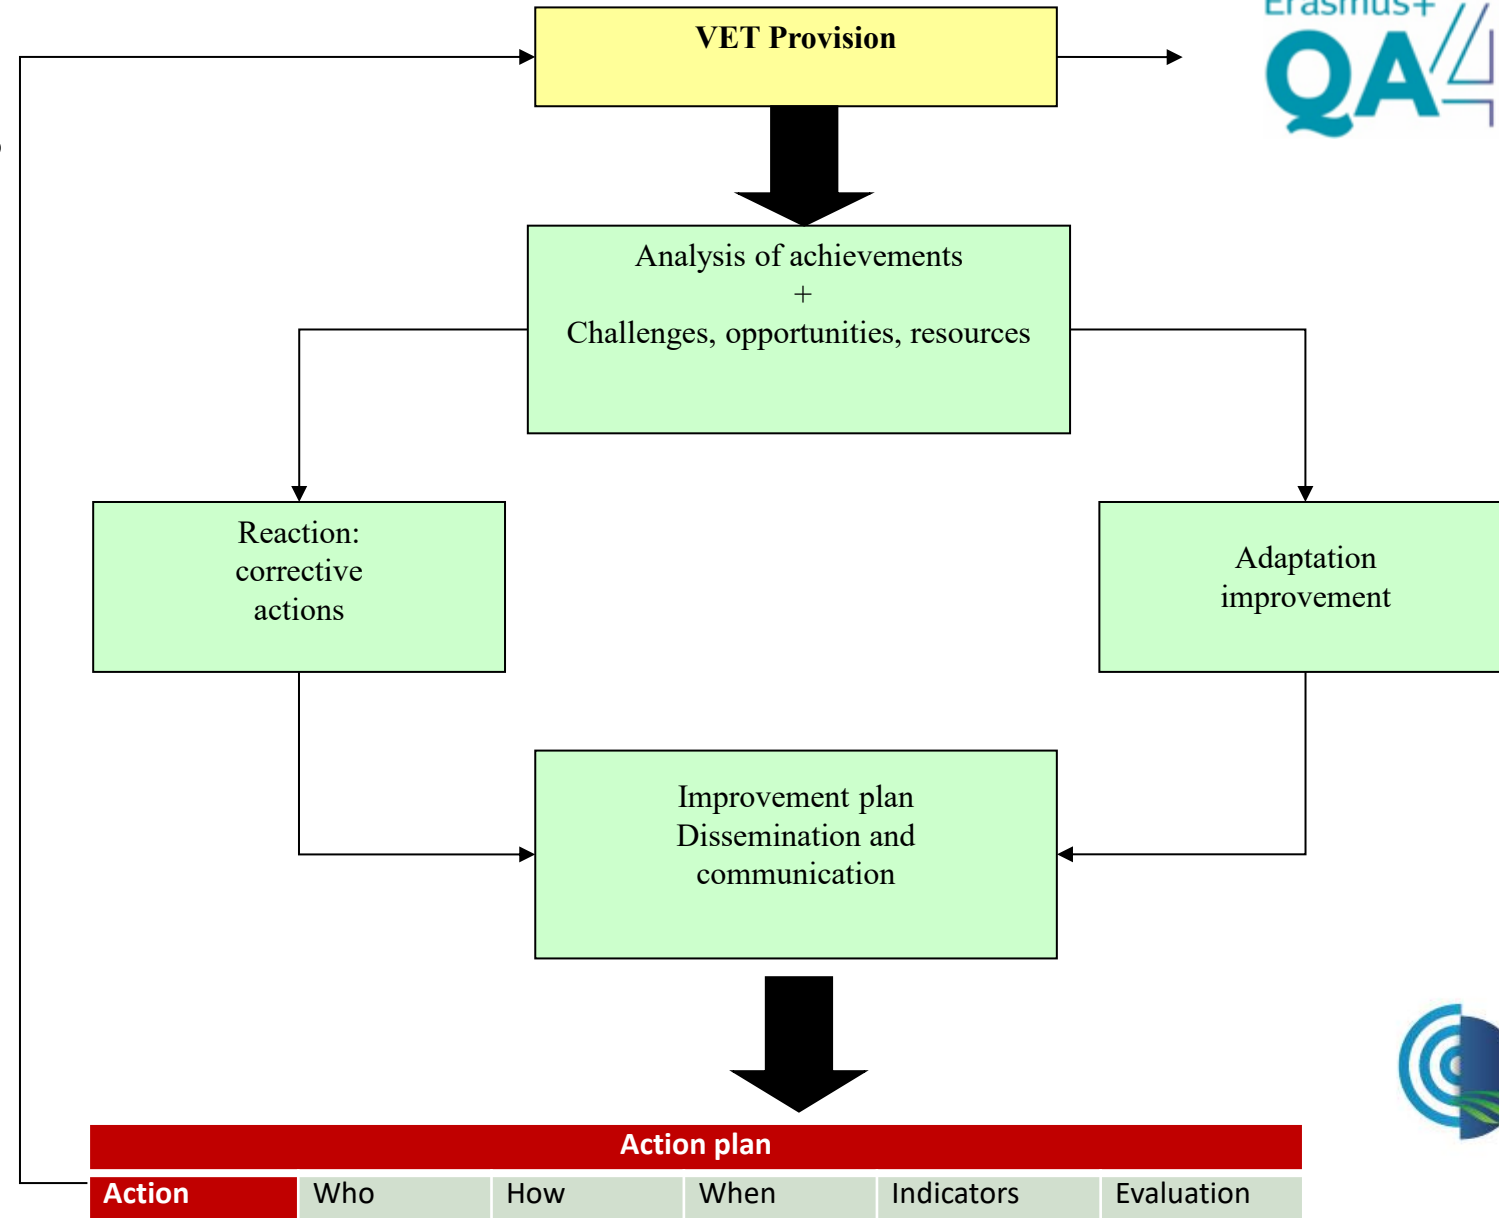 Erasmus+
QA4
VET Provision
Analysis of achievements
+
Challenges, opportunities, resources
Reaction:
corrective
actions
Adaptation
improvement
Improvement plan
Dissemination and
communication
Action plan
Action Who How When Indicators Evaluation